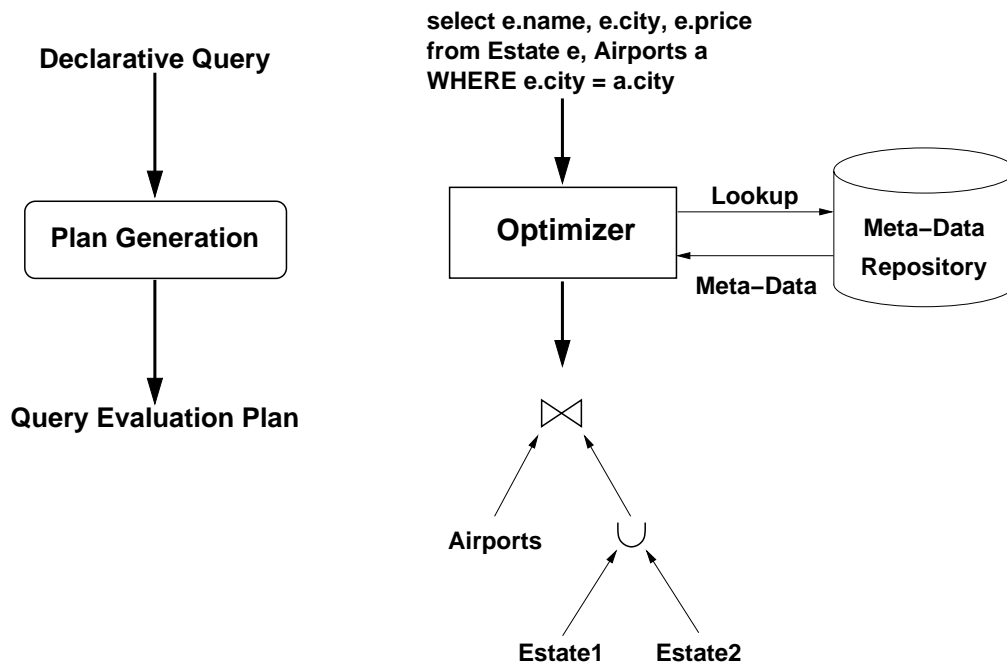 Declarative Query
Plan Generation
Query Evaluation Plan
select e.name, e.city, e.price
from Estate e, Airports a
WHERE e.city = a.city
Optimizer
Lookup
Meta−Data
Meta−Data
Repository
Airports
Estate1
Estate2